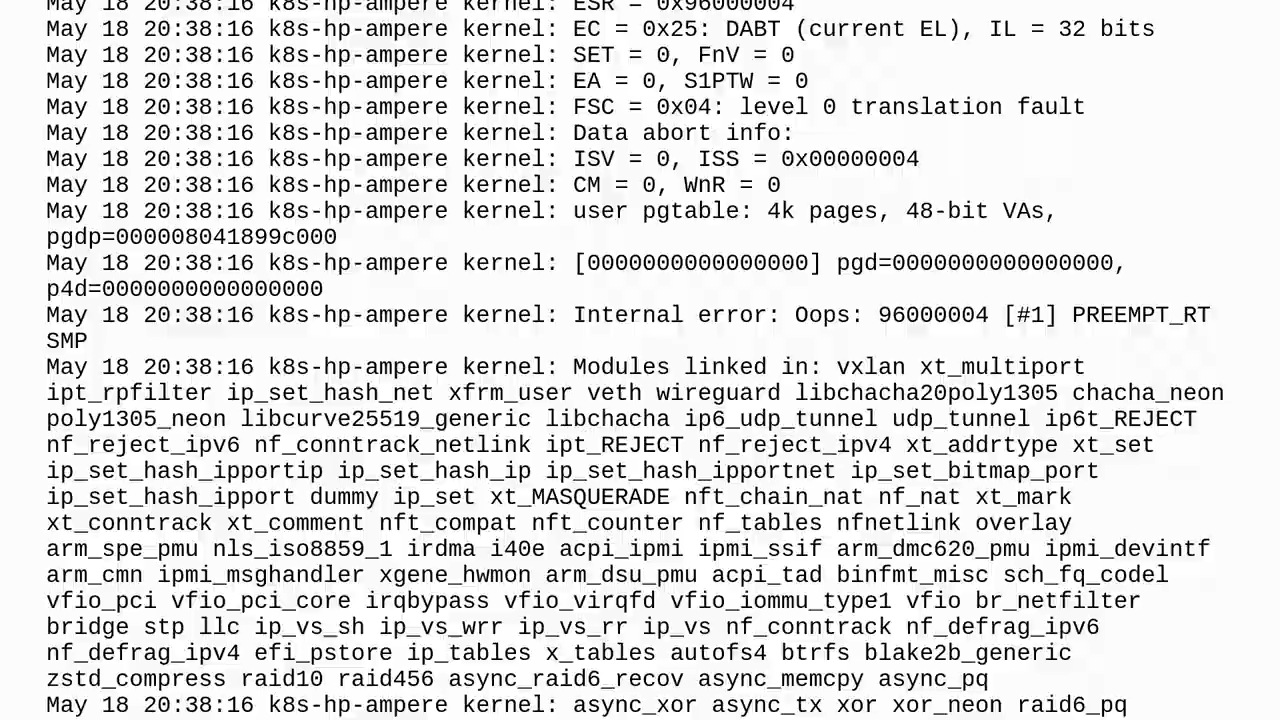 May 18 20:38:16 k8s-hp-ampere kernel: ESR = 0x96000004
May 18 20:38:16 k8s-hp-ampere kernel: EC = 0x25: DABT (current EL), IL = 32 bits
May 18 20:38:16 k8s-hp-ampere kernel: SET = 0, FnV = 0
May 18 20:38:16 k8s-hp-ampere kernel: EA = 0, S1PTW = 0
May 18 20:38:16 k8s-hp-ampere kernel: FSC = 0x04: level 0 translation fault
May 18 20:38:16 k8s-hp-ampere kernel: Data abort info:
May 18 20:38:16 k8s-hp-ampere kernel: ISV = 0, ISS = 0x00000004
May 18 20:38:16 k8s-hp-ampere kernel: CM = 0, WnR = 0
May 18 20:38:16 k8s-hp-ampere kernel: user pgtable: 4k pages, 48-bit VAs,
pgdp=000008041899c000
May 18 20:38:16 k8s-hp-ampere kernel: [0000000000000000] pgd=0000000000000000,
p4d=0000000000000000
May 18 20:38:16 k8s-hp-ampere kernel: Internal error: Oops: 96000004 [#1] PREEMPT_RT
SMP
May 18 20:38:16 k8s-hp-ampere kernel: Modules linked in: vxlan xt_multiport
ipt_rpfilter ip_set_hash_net xfrm_user veth wireguard libchacha20poly1305 chacha_neon
poly1305_neon libcurve25519_generic libchacha ip6_udp_tunnel udp_tunnel ip6t_REJECT
nf_reject_ipv6 nf_conntrack_netlink ipt_REJECT nf_reject_ipv4 xt_addrtype xt_set
ip_set_hash_ipportip ip_set_hash_ip ip_set_hash_ipportnet ip_set_bitmap_port
ip_set_hash_ipport dummy ip_set xt_MASQUERADE nft_chain_nat nf_nat xt_mark
xt_conntrack xt_comment nft_compat nft_counter nf_tables nfnetlink overlay
arm_spe_pmu nls_iso8859_1 irdma i40e acpi_ipmi ipmi_ssif arm_dmc620_pmu ipmi_devintf
arm_cmn ipmi_msghandler xgene_hwmon arm_dsu_pmu acpi_tad binfmt_misc sch_fq_codel
vfio_pci vfio_pci_core irqbypass vfio_virqfd vfio_iommu_type1 vfio br_netfilter
bridge stp llc ip_vs_sh ip_vs_wrr ip_vs_rr ip_vs nf_conntrack nf_defrag_ipv6
nf_defrag_ipv4 efi_pstore ip_tables x_tables autofs4 btrfs blake2b_generic
zstd_compress raid10 raid456 async_raid6_recov async_memcpy async_pq
May 18 20:38:16 k8s-hp-ampere kernel: async_xor async_tx xor xor_neon raid6_pq